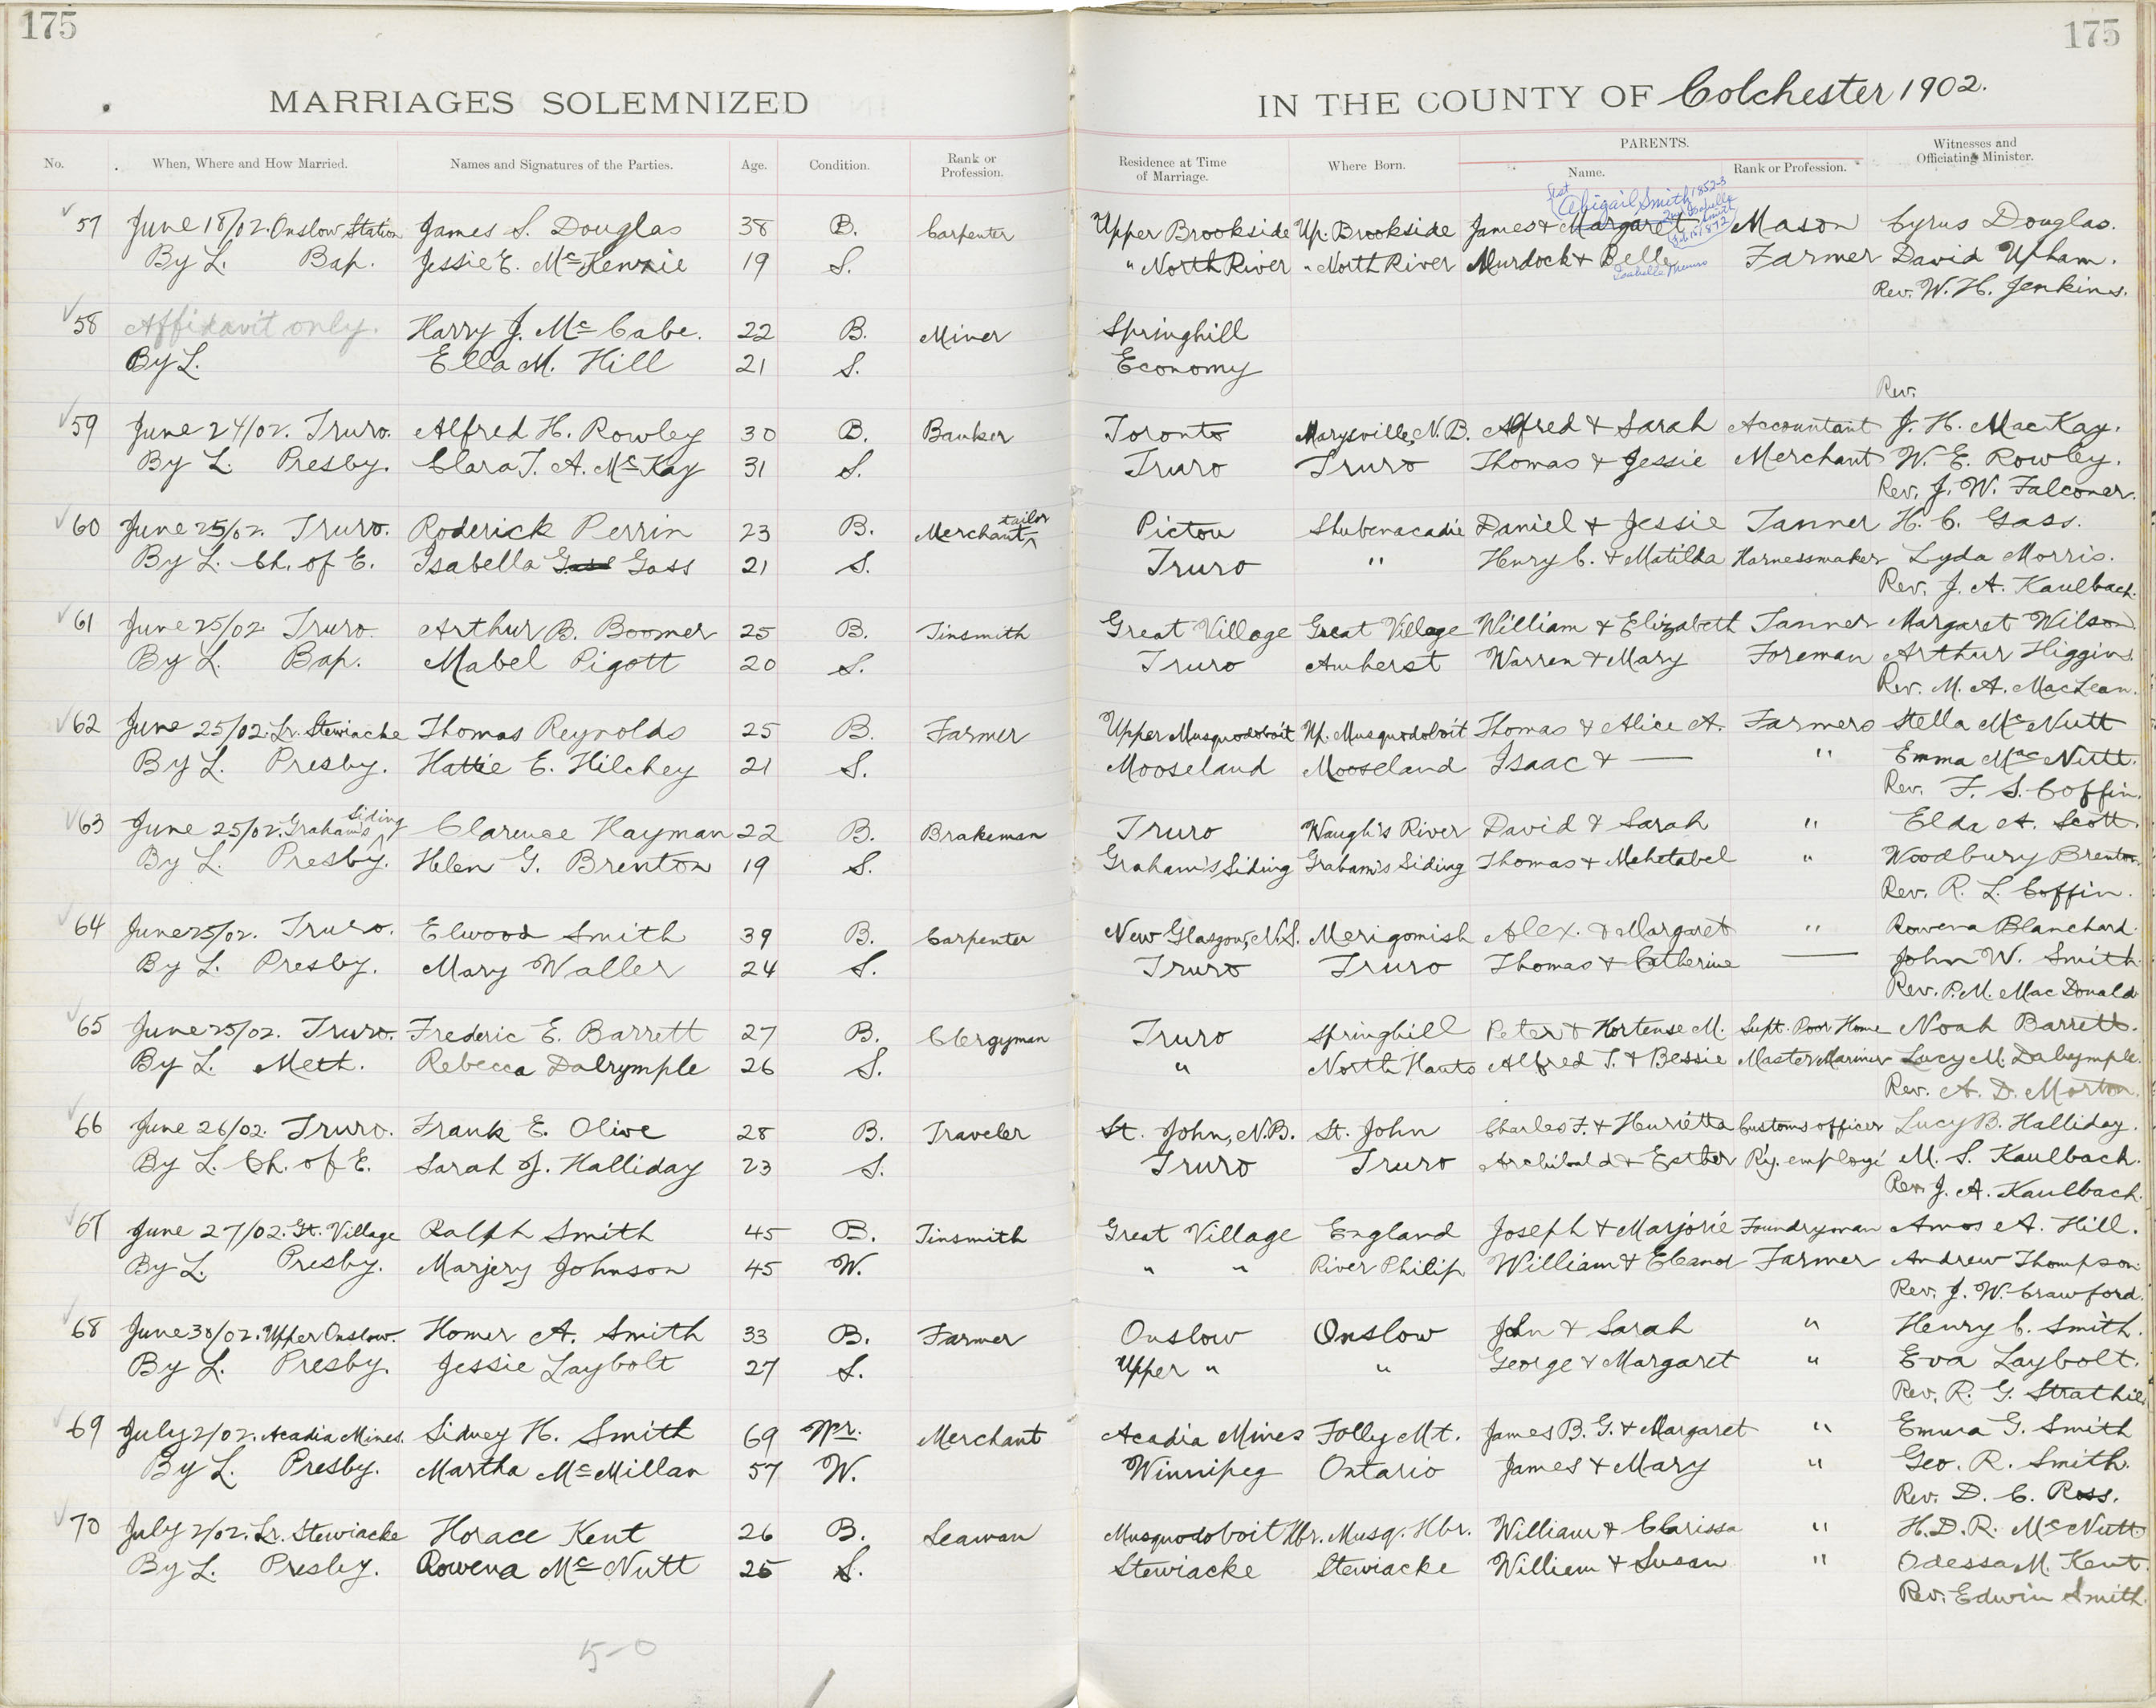 175 175
MARRIAGES SOLEMNIZED IN THE COUNTY OF Colchester 1902.
No. When, Where and How Married. Names and Signatures of the Parties. Age. Condition. Rank or Profession. Residence at Time of Marriage. Where Born. PARENTS. Name. Rank or Profession. Witnesses and Officiating Minister.
1st Abigail Smith 1852-3
2nd Isabella Smith
1872
57 June 18/02. Onslow Station James S. Douglas 38 B. Carpenter Upper Brookside Up. Brookside James & Margaret Mason Cyrus Douglas.
By L. Bap. Jessie E. McKenzie 19 S. " North River " North River Murdock & Belle Farmer David Upham.
Isabelle Munro
Rev. W. H. Jenkins.
58 Affidavit only. Harry J. McCabe. 22 B. Miner Springhill
By L. Ella M. Hill 21 S. Economy
Rev.
59 June 24/02. Truro. Alfred H. Rowley 30 B. Banker Toronto Marysville, N.B. Alfred & Sarah Accountant J. H. MacKay.
By L. Presby. Clara T. A. McKay 31 S. Truro Truro Thomas & Jessie Merchant W. E. Rowley.
Rev. J. W. Falconer.
60 June 25/02. Truro. Roderick Perrin 23 B. Merchant tailor Pictou Shubenacadie Daniel & Jessie Tanner H. C. Gass.
By L. Ch. of E. Isabella Gass Gass 21 S. Truro " Henry C. & Matilda Harnessmaker Lyda Morris.
Rev. J. A. Kaulbach.
61 June 25/02 Truro. Arthur B. Boomer 25 B. Tinsmith Great Village Great Village William & Elizabeth Tanner Margaret Wilson.
By L. Bap. Mabel Pigott 20 S. Truro Amherst Warren & Mary Foreman Arthur Higgins.
Rev. M. A. MacLean.
62 June 25/02. Lr. Stewiacke Thomas Reynolds 25 B. Farmer Upper Musquodoboit Up. Musquodoboit Thomas & Alice A. Farmers Stella McNutt
By L. Presby. Hattie E. Hilchey 21 S. Mooseland Mooseland Isaac & — " Emma MacNutt.
Rev. F. S. Coffin.
63 June 25/02. Graham's Siding Clarence Hayman 22 B. Brakeman Truro Waugh's River David & Sarah " Elda A. Scott.
By L. Presby. Helen G. Brenton 19 S. Graham's Siding Graham's Siding Thomas & Mehetabel " Woodbury Brenton.
Rev. R. L. Coffin.
64 June 25/02. Truro. Elwood Smith 39 B. Carpenter New Glasgow, N.S. Merigomish Alex. & Margaret " Rowena Blanchard.
By L. Presby. Mary Waller 24 S. Truro Truro Thomas & Catherine — John W. Smith
Rev. P. M. MacDonald
65 June 25/02. Truro. Frederic E. Barrett 27 B. Clergyman Truro Springhill Peter & Hortense M. Supt. Poor Home Noah Barrett.
By L. Meth. Rebecca Dalrymple 26 S. " North Hants Alfred T. & Bessie Master Mariner Lucy M. Dalrymple.
Rev. A. D. Morton.
66 June 26/02. Truro. Frank E. Olive 28 B. Traveler St. John, N.B. St. John Charles F. & Henrietta Customs officer Lucy B. Halliday.
By L. Ch. of E. Sarah J. Halliday 23 S. Truro Truro Archibald & Esther R'y. employé M. S. Kaulbach.
Rev. J. A. Kaulbach.
67 June 27/02. Gt. Village Ralph Smith 45 B. Tinsmith Great Village England Joseph & Marjorie Foundryman Amos A. Hill.
By L. Presby. Marjery Johnson 45 W. " " River Philip William & Eleanor Farmer Andrew Thompson
Rev. J. W. Crawford.
68 June 30/02. Upper Onslow. Homer A. Smith 33 B. Farmer Onslow Onslow John & Sarah " Henry C. Smith.
By L. Presby. Jessie Laybolt 27 S. Upper " " George & Margaret " Eva Laybolt.
Rev. R. G. Strathie
69 July 2/02. Acadia Mines. Sidney H. Smith 69 Wr. Merchant Acadia Mines Folly Mt. James B. G. & Margaret " Emma G. Smith
By L. Presby. Martha McMillan 57 W. Winnipeg Ontario James & Mary " Geo. R. Smith.
Rev. D. C. Ross.
70 July 2/02. Lr. Stewiacke Horace Kent 26 B. Seaman Musquodoboit Hbr. Musq. Hbr. William & Clarissa " H. D. R. McNutt
By L. Presby. Rowena McNutt 25 S. Stewiacke Stewiacke William & Susan " Odessa M. Kent.
Rev. Edwin Smith.
50